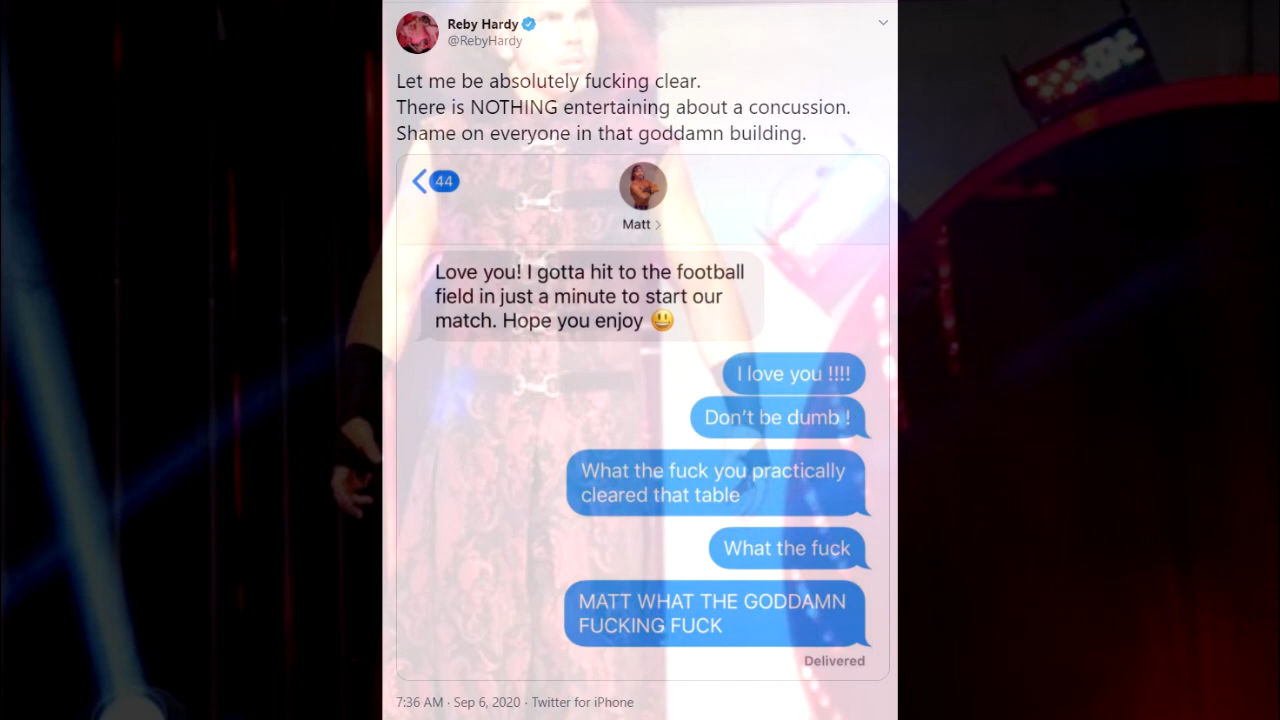 Reby Hardy
@RebyHardy
Let me be absolutely fucking clear.
There is NOTHING entertaining about a concussion.
Shame on everyone in that goddamn building.
44
Matt
Love you! I gotta hit to the football
field in just a minute to start our
match. Hope you enjoy 😃
I love you !!!!
Don't be dumb !
What the fuck you practically
cleared that table
What the fuck
MATT WHAT THE GODDAMN
FUCKING FUCK
Delivered
7:36 AM · Sep 6, 2020 · Twitter for iPhone